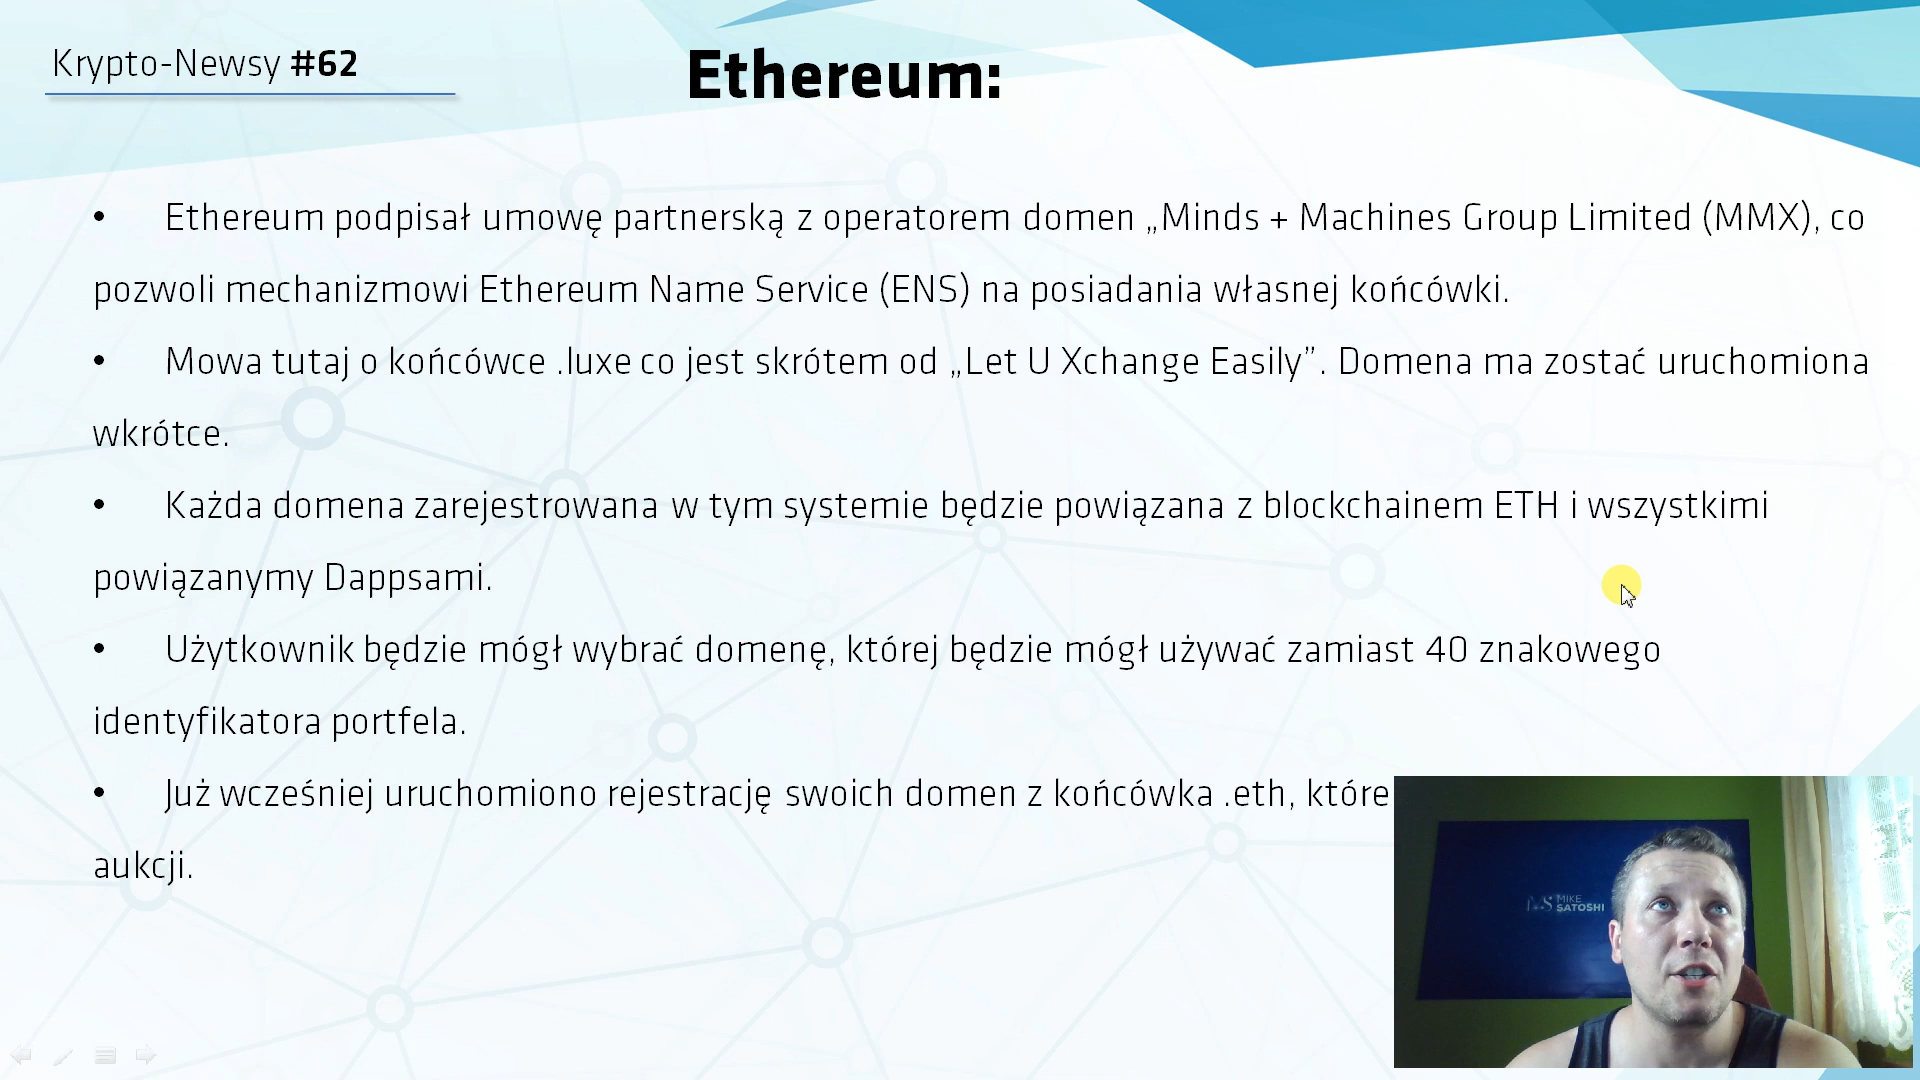 Krypto-Newsy #62
Ethereum:
• Ethereum podpisał umowę partnerską z operatorem domen „Minds + Machines Group Limited (MMX), co
pozwoli mechanizmowi Ethereum Name Service (ENS) na posiadania własnej końcówki.
• Mowa tutaj o końcówce .luxe co jest skrótem od „Let U Xchange Easily”. Domena ma zostać uruchomiona
wkrótce.
• Każda domena zarejestrowana w tym systemie będzie powiązana z blockchainem ETH i wszystkimi
powiązanymy Dappsami.
• Użytkownik będzie mógł wybrać domenę, której będzie mógł używać zamiast 40 znakowego
identyfikatora portfela.
• Już wcześniej uruchomiono rejestrację swoich domen z końcówka .eth, które
aukcji.
MS MIKE
SATOSHI